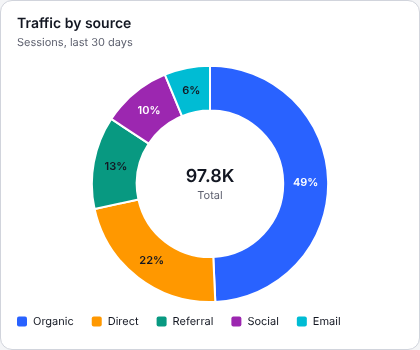 Traffic by source
Sessions, last 30 days
6%
10%
13%
97.8K
49%
Total
22%
Organic Direct Referral Social Email